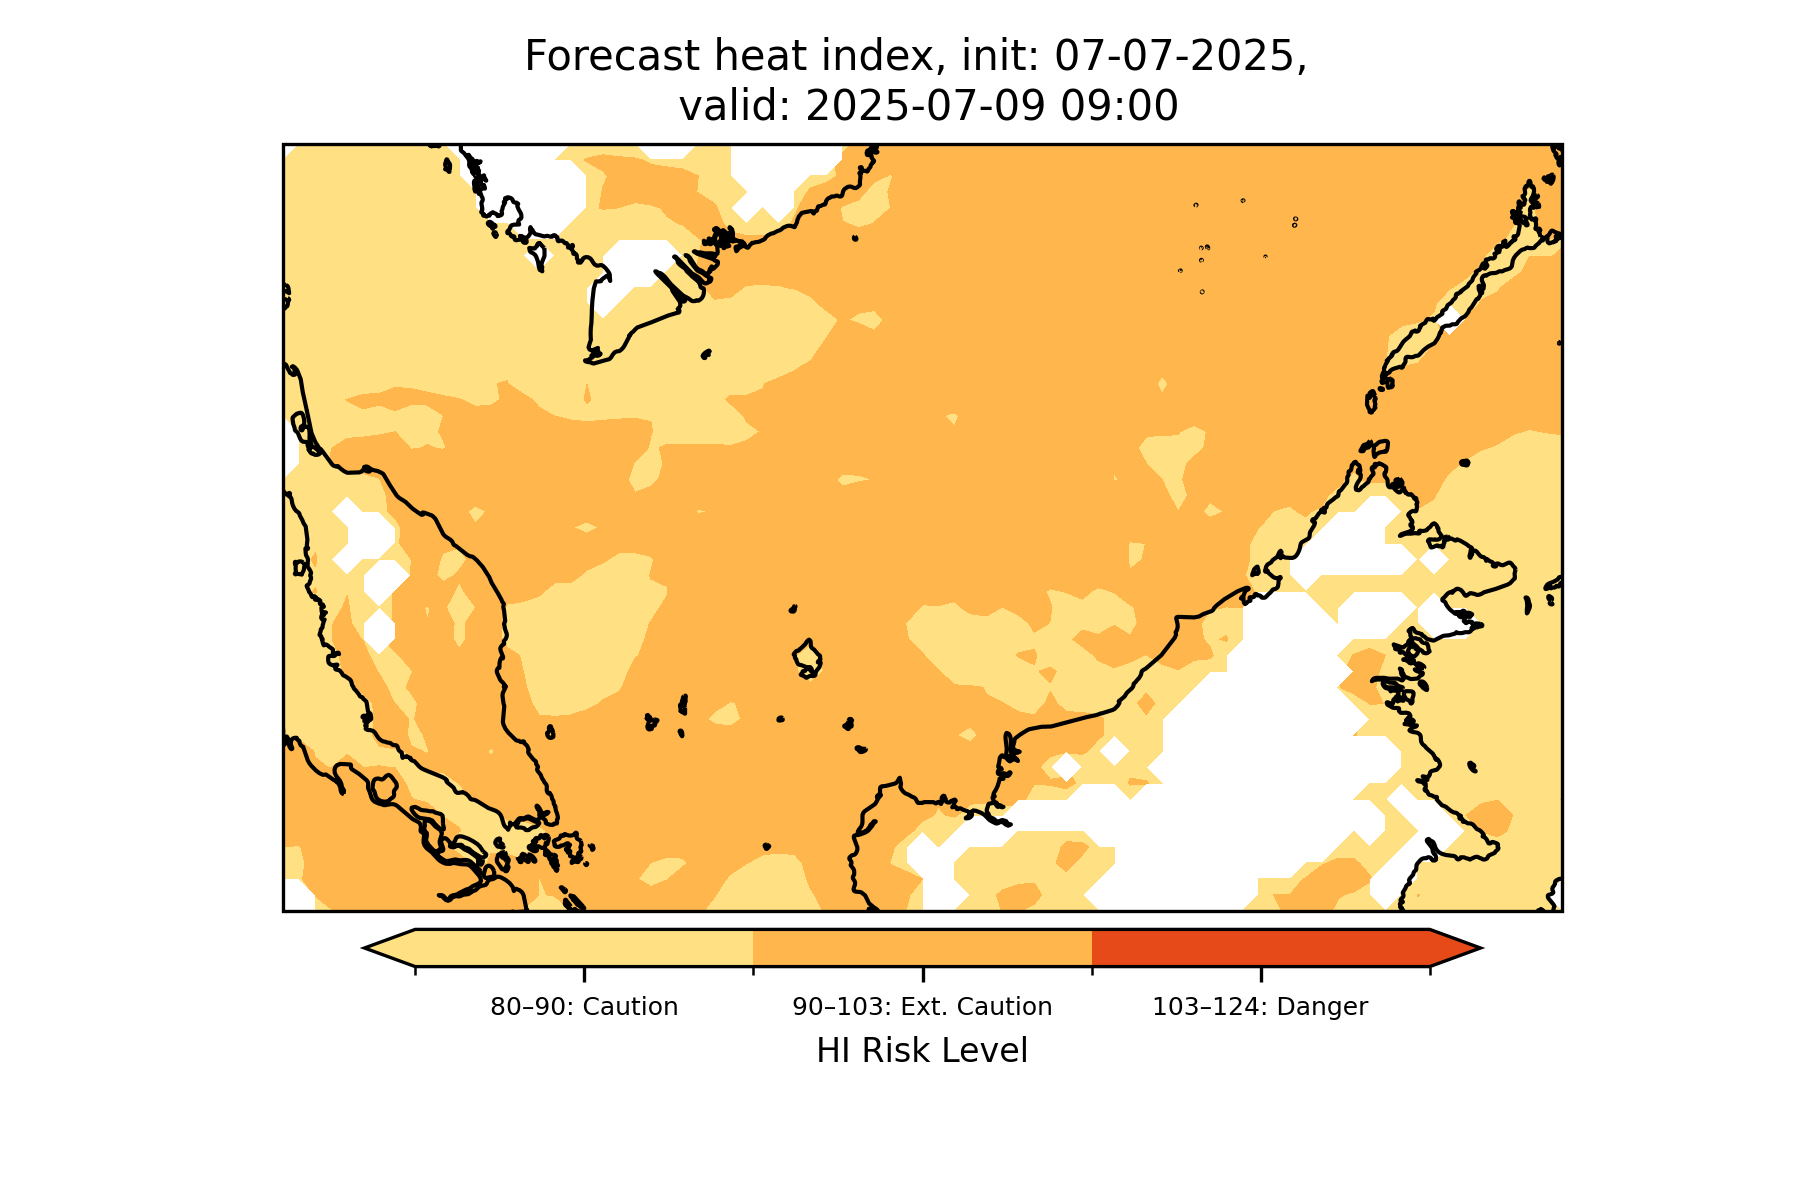 Forecast heat index, init: 07-07-2025,
valid: 2025-07-09 09:00
80–90: Caution
90–103: Ext. Caution
103–124: Danger
HI Risk Level